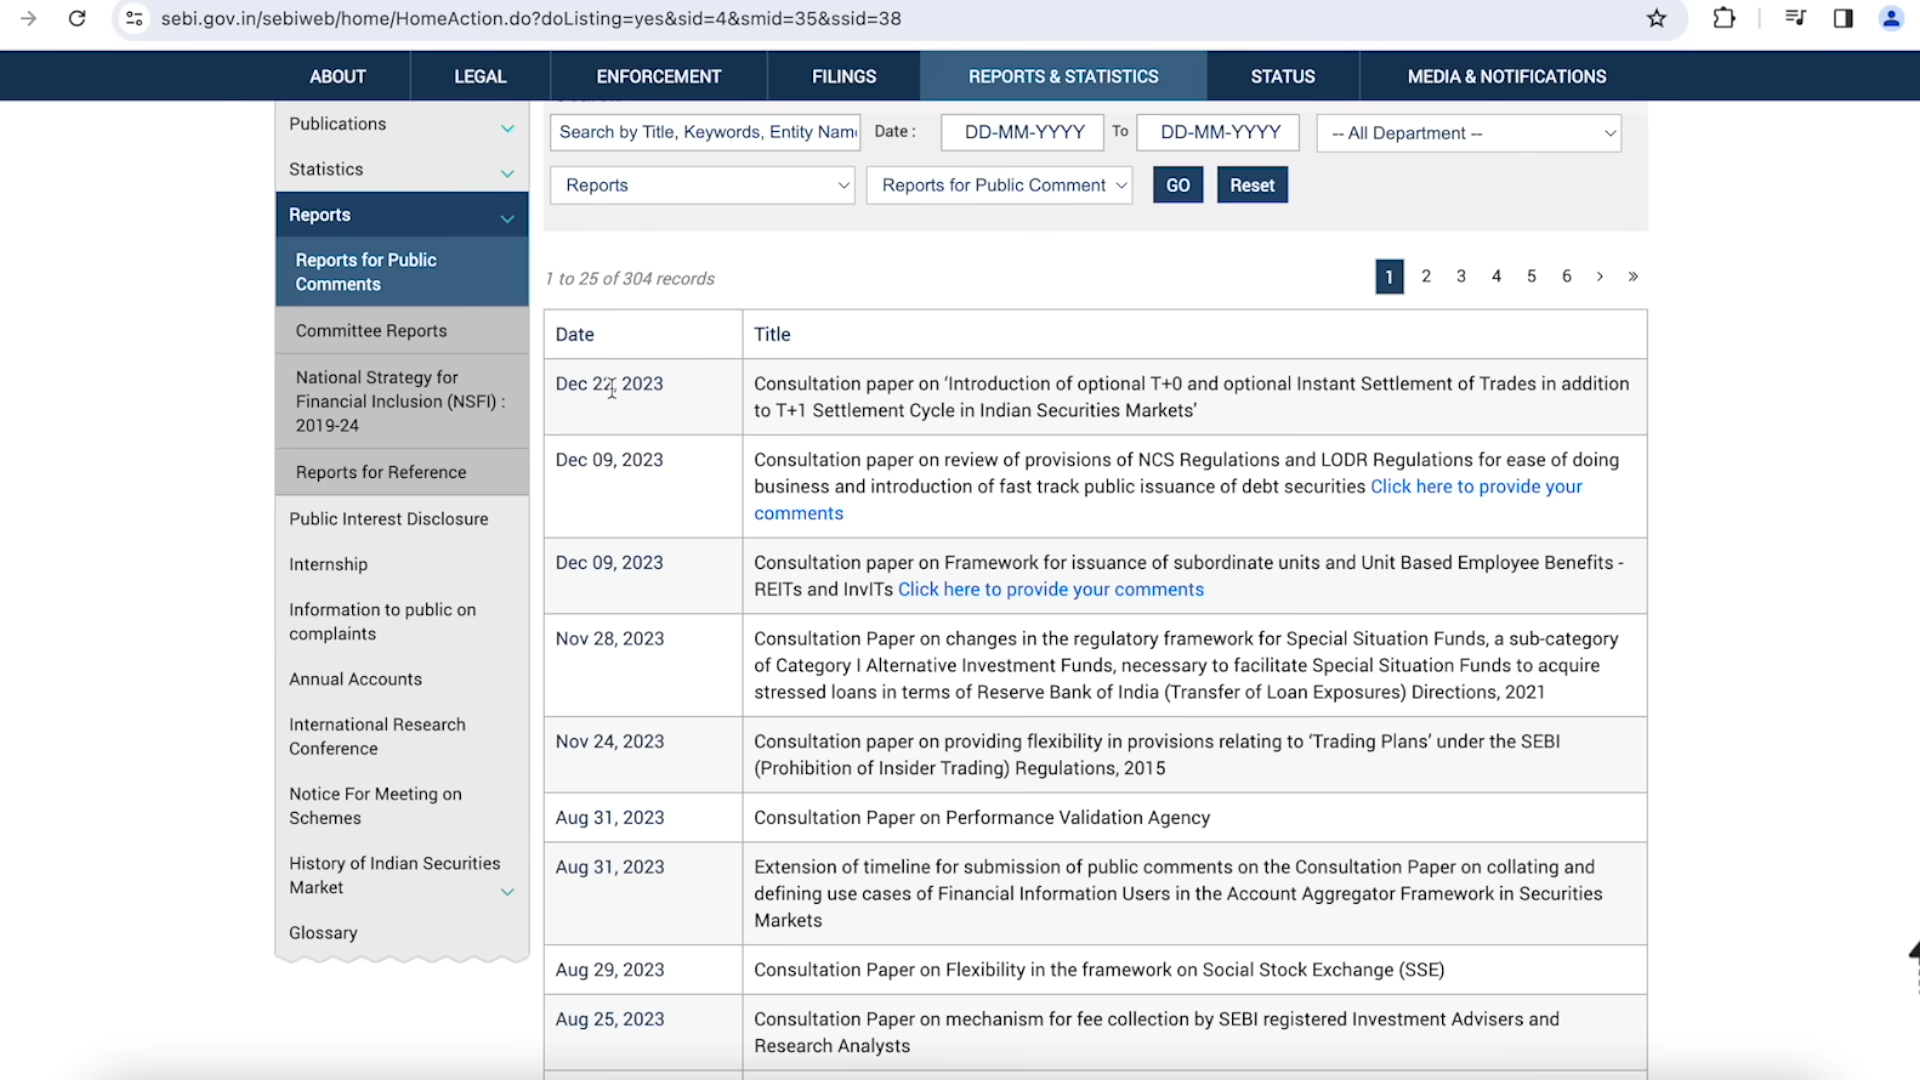 sebi.gov.in/sebiweb/home/HomeAction.do?doListing=yes&sid=4&smid=35&ssid=38
ABOUT
LEGAL
ENFORCEMENT
FILINGS
REPORTS & STATISTICS
STATUS
MEDIA & NOTIFICATIONS
Publications
Statistics
Reports
Reports for Public
Comments
Committee Reports
National Strategy for
Financial Inclusion (NSFI) :
2019-24
Reports for Reference
Public Interest Disclosure
Internship
Information to public on
complaints
Annual Accounts
International Research
Conference
Notice For Meeting on
Schemes
History of Indian Securities
Market
Glossary
Search by Title, Keywords, Entity Nam
Date :
DD-MM-YYYY
To
DD-MM-YYYY
-- All Department --
Reports
Reports for Public Comment
GO
Reset
1 to 25 of 304 records
1 2 3 4 5 6 › »
Date Title
Dec 22, 2023
Consultation paper on ‘Introduction of optional T+0 and optional Instant Settlement of Trades in addition
to T+1 Settlement Cycle in Indian Securities Markets’
Dec 09, 2023
Consultation paper on review of provisions of NCS Regulations and LODR Regulations for ease of doing
business and introduction of fast track public issuance of debt securities Click here to provide your
comments
Dec 09, 2023
Consultation paper on Framework for issuance of subordinate units and Unit Based Employee Benefits -
REITs and InvITs Click here to provide your comments
Nov 28, 2023
Consultation Paper on changes in the regulatory framework for Special Situation Funds, a sub-category
of Category I Alternative Investment Funds, necessary to facilitate Special Situation Funds to acquire
stressed loans in terms of Reserve Bank of India (Transfer of Loan Exposures) Directions, 2021
Nov 24, 2023
Consultation paper on providing flexibility in provisions relating to ‘Trading Plans’ under the SEBI
(Prohibition of Insider Trading) Regulations, 2015
Aug 31, 2023
Consultation Paper on Performance Validation Agency
Aug 31, 2023
Extension of timeline for submission of public comments on the Consultation Paper on collating and
defining use cases of Financial Information Users in the Account Aggregator Framework in Securities
Markets
Aug 29, 2023
Consultation Paper on Flexibility in the framework on Social Stock Exchange (SSE)
Aug 25, 2023
Consultation Paper on mechanism for fee collection by SEBI registered Investment Advisers and
Research Analysts